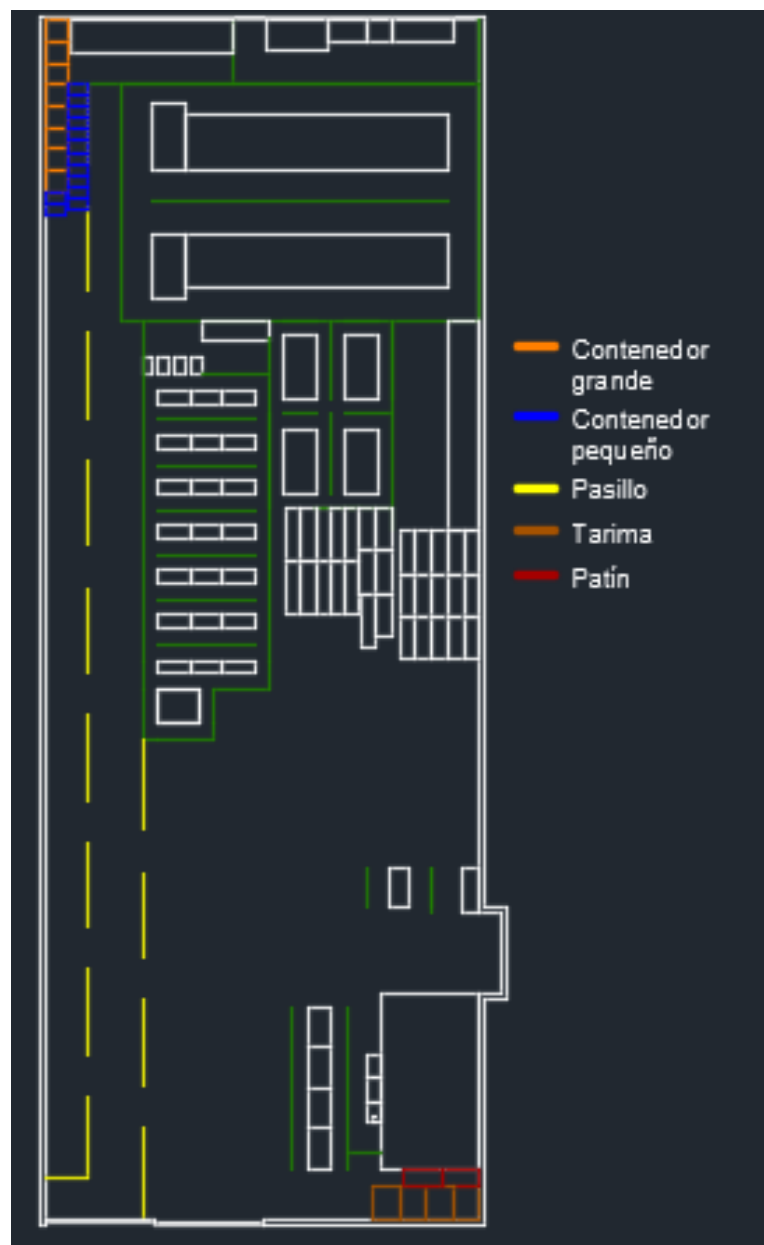 Contenedor
grande
Contenedor
pequeño
Pasillo
Tarima
Patín